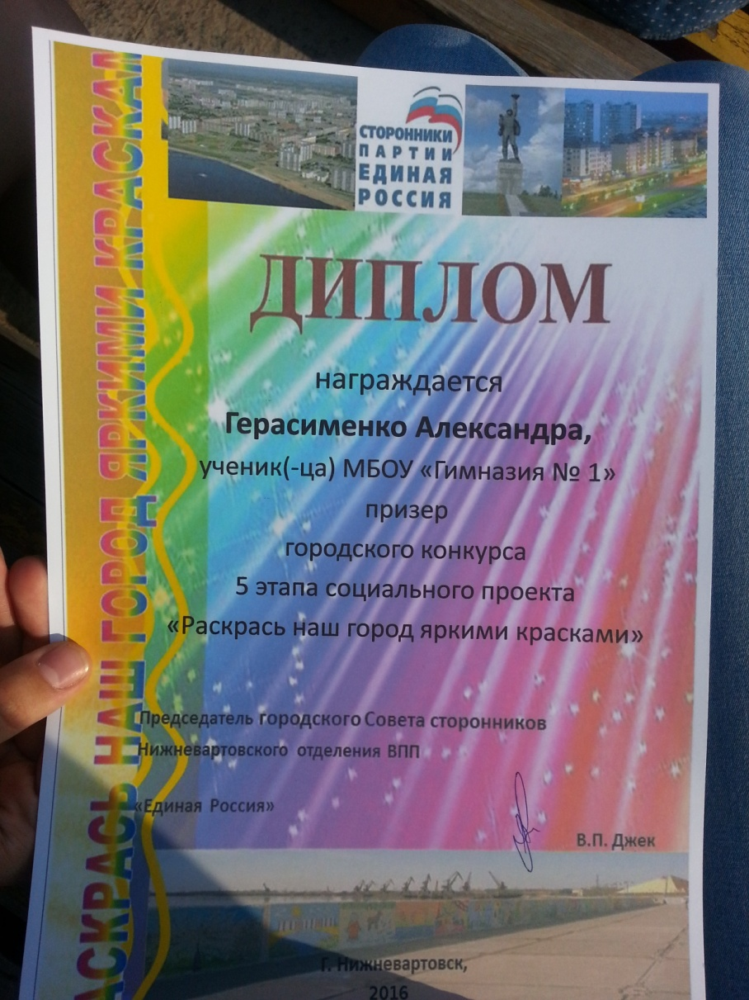 СТОРОННИКИ
ПАРТИИ
ЕДИНАЯ
РОССИЯ
ДИПЛОМ
награждается
Герасименко Александра,
ученик(-ца) МБОУ «Гимназия № 1»
призер
городского конкурса
5 этапа социального проекта
«Раскрась наш город яркими красками»
Председатель городского Совета сторонников
Нижневартовского отделения ВПП
«Единая Россия»
В.П. Джек
Г. Нижневартовск,
2016
АСКРАСЬ НАШ ГОРОД ЯРКИМИ КРАСКАМ